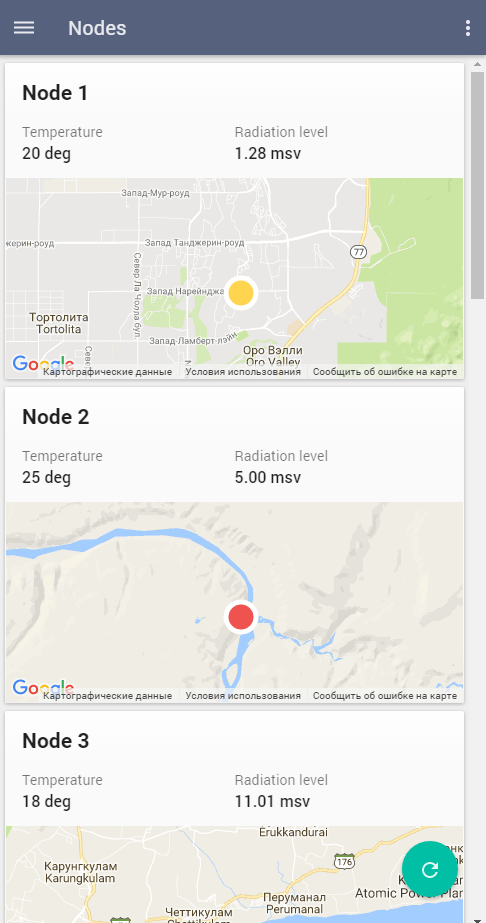 Nodes
Node 1
Temperature
Radiation level
20 deg
1.28 msv
Запад-Мур-роуд
жерин-роуд
Запад Танджерин-роуд
77
Север Ла Чолла бул.
Запад Нарейнджа
Тортолита
Tortolita
Запад-Ламберт-лэйн
Север
Оро Вэлли
Oro Valley
Google
Картографические данные
Условия использования
Сообщить об ошибке на карте
Node 2
Temperature
Radiation level
25 deg
5.00 msv
Google
Картографические данные
Условия использования
Сообщить об ошибке на карте
Node 3
Temperature
Radiation level
18 deg
11.01 msv
Erukkandurai
176
Карунгкулам
Karungkulam
Перуманал
Perumanal
Четтикулам
Chettikulam
Atomic Power